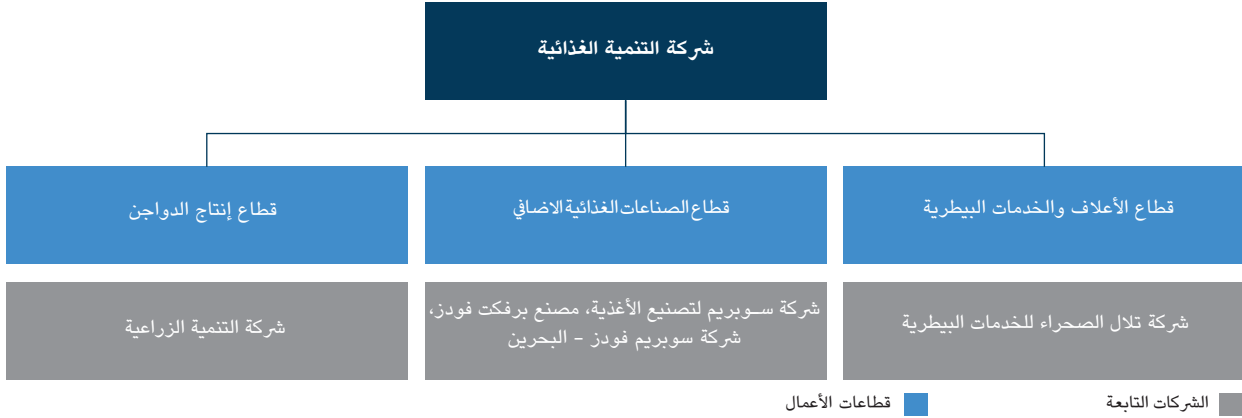 شركة التنمية الغذائية
قطاع الأعلاف والخدمات البيطرية
قطاع الصناعات الغذائية الاضافي
قطاع إنتاج الدواجن
شركة تلال الصحراء للخدمات البيطرية
شركة سوبريم لتصنيع الأغذية، مصنع برفكت فودز،
شركة سوبريم فودز – البحرين
شركة التنمية الزراعية
الشركات التابعة
قطاعات الأعمال